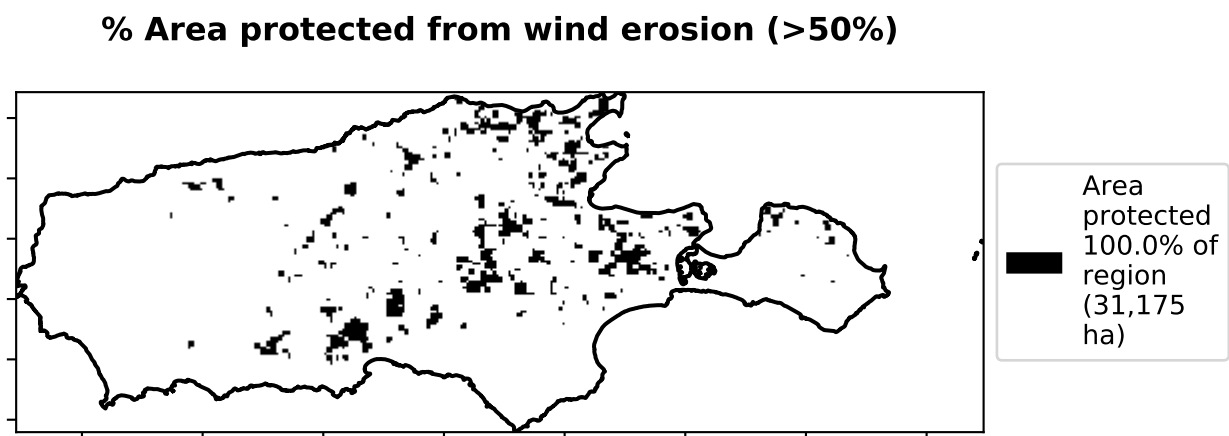 % Area protected from wind erosion (>50%)
Area
protected
100.0% of
region
(31,175
ha)